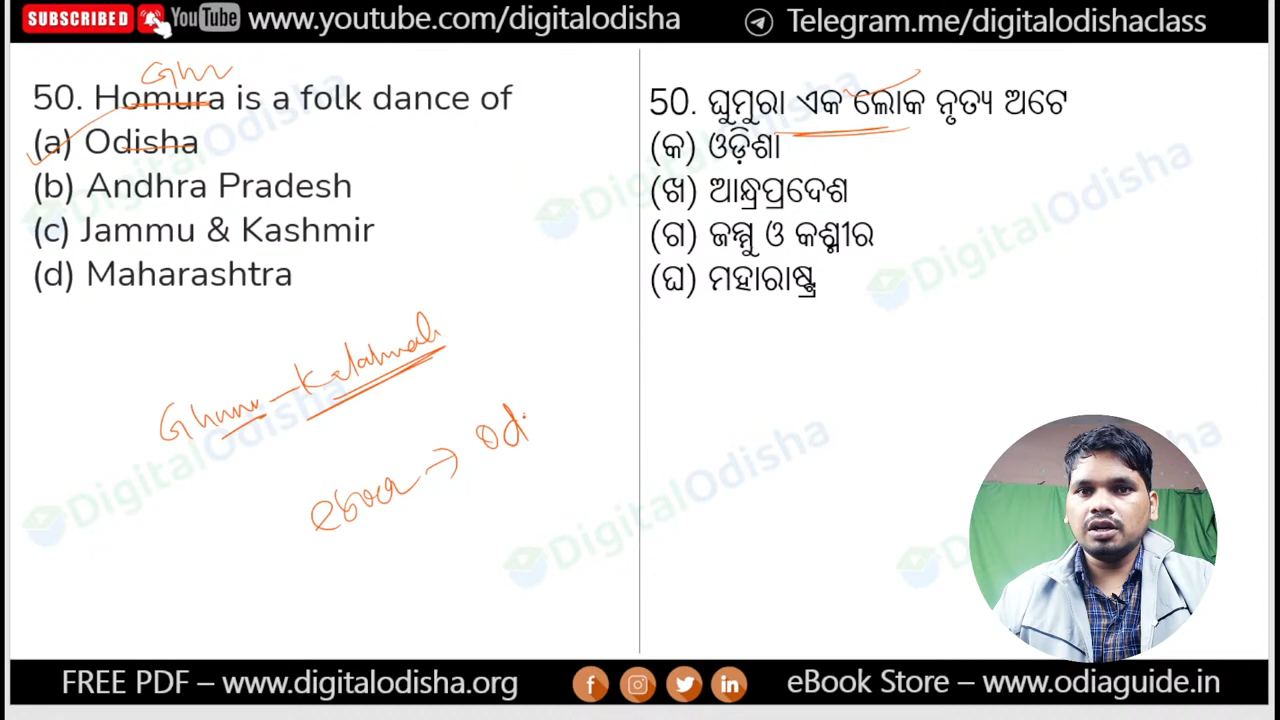 SUBSCRIBED YouTube www.youtube.com/digitalodisha Telegram.me/digitalodishaclass
50. Homura is a folk dance of
(a) Odisha
(b) Andhra Pradesh
(c) Jammu & Kashmir
(d) Maharashtra
50. ଘୁମୁରା ଏକ ଲୋକ ନୃତ୍ୟ ଅଟେ
(କ) ଓଡ଼ିଶା
(ଖ) ଆନ୍ଧ୍ରପ୍ରଦେଶ
(ଗ) ଜମ୍ମୁ ଓ କଶ୍ମୀର
(ଘ) ମହାରାଷ୍ଟ୍ର
Odi
DigitalOdisha
FREE PDF – www.digitalodisha.org eBook Store – www.odiaguide.in